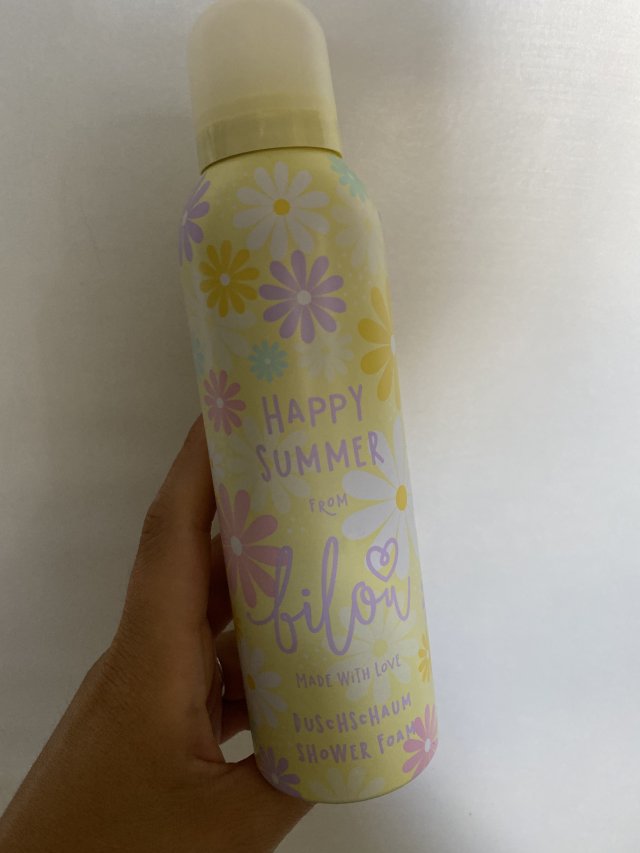 HAPPY
SUMMER
FROM
bilou
MADE WITH LOVE
DUSCHSCHAUM
SHOWER FOAM